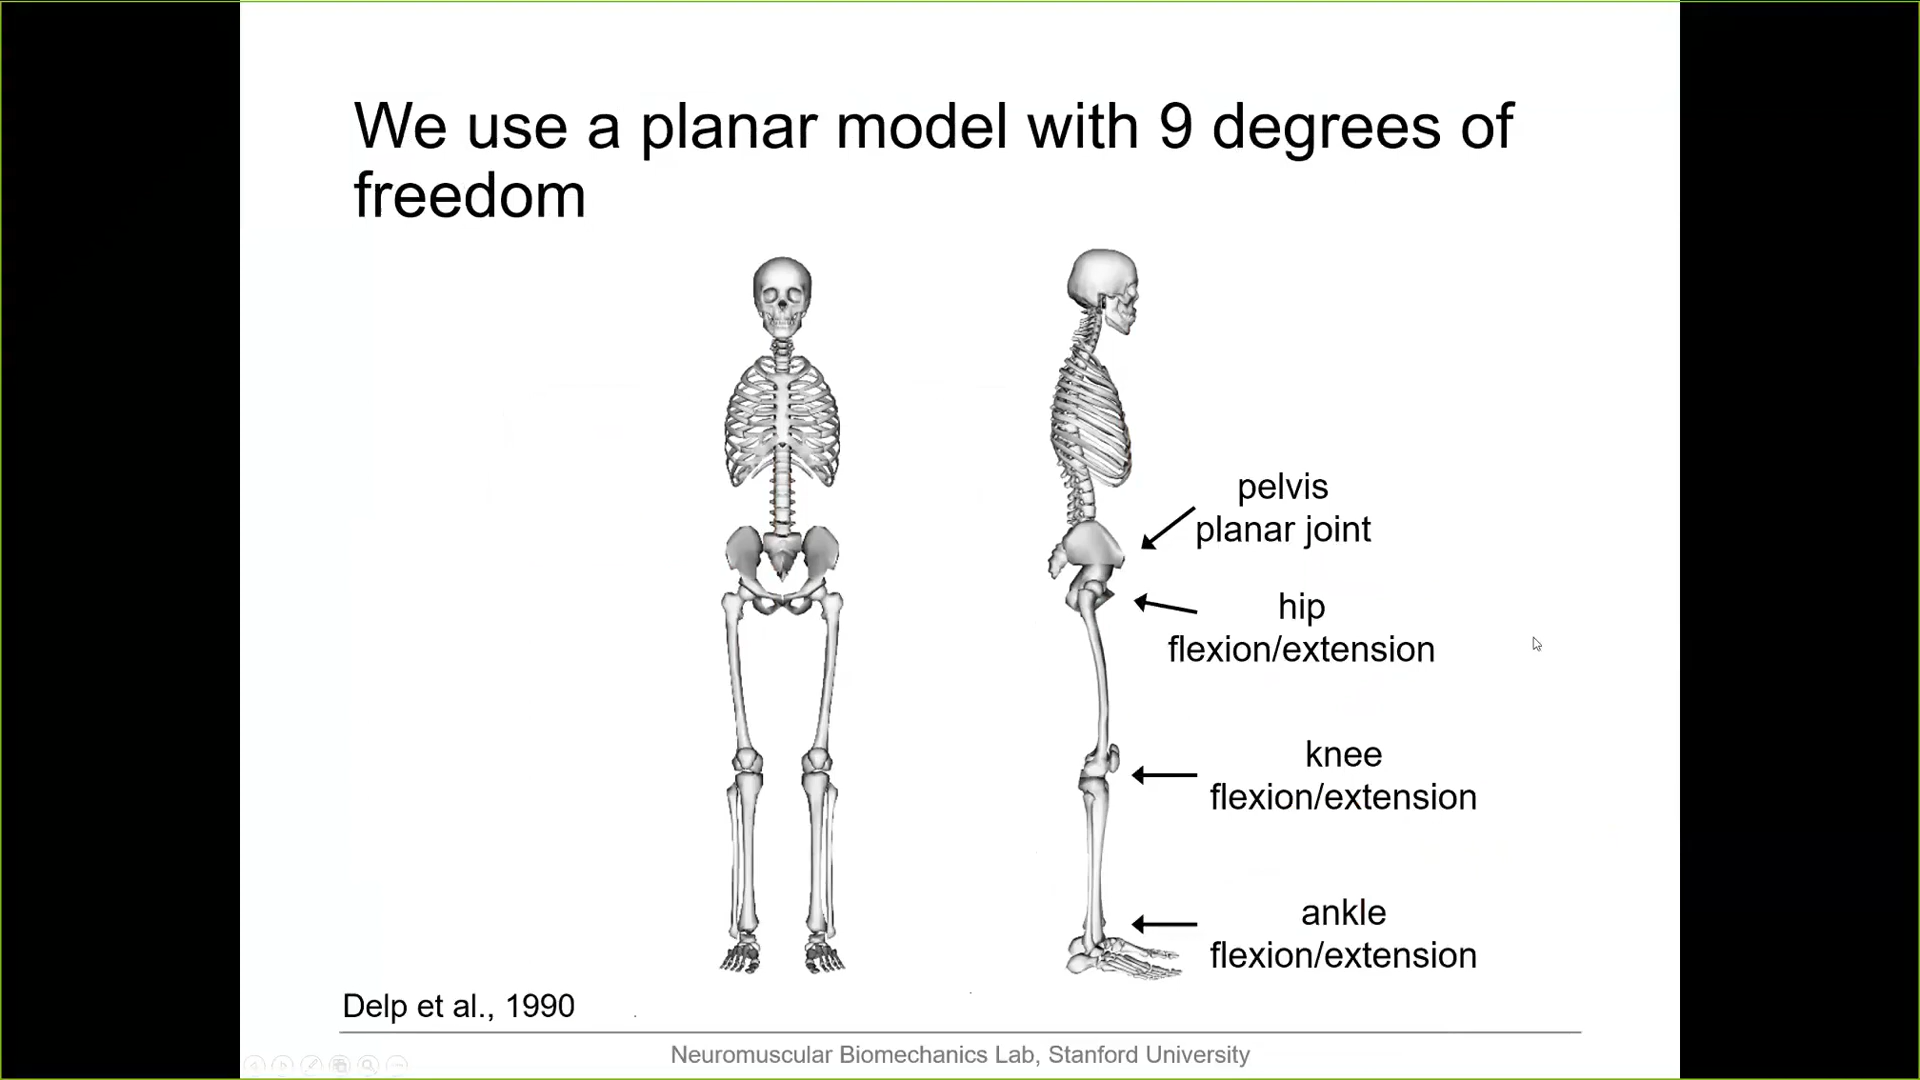 We use a planar model with 9 degrees of
freedom
pelvis
planar joint
hip
flexion/extension
knee
flexion/extension
ankle
flexion/extension
Delp et al., 1990
Neuromuscular Biomechanics Lab, Stanford University